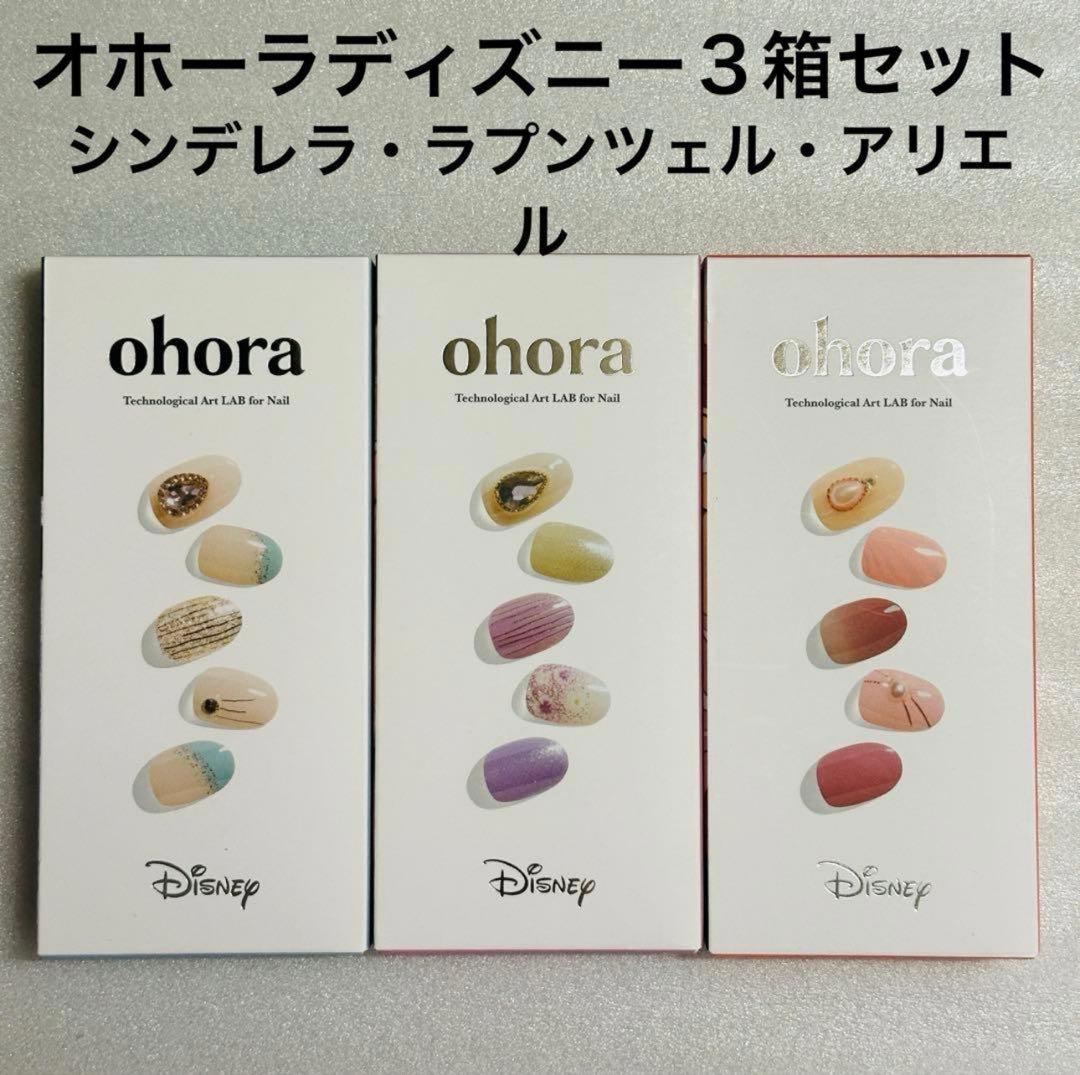 オホーラディズニー３箱セット
シンデレラ・ラプンツェル・アリエ
ル
ohora
Technological Art LAB for Nail
Disney
ohora
Technological Art LAB for Nail
Disney
ohora
Technological Art LAB for Nail
Disney